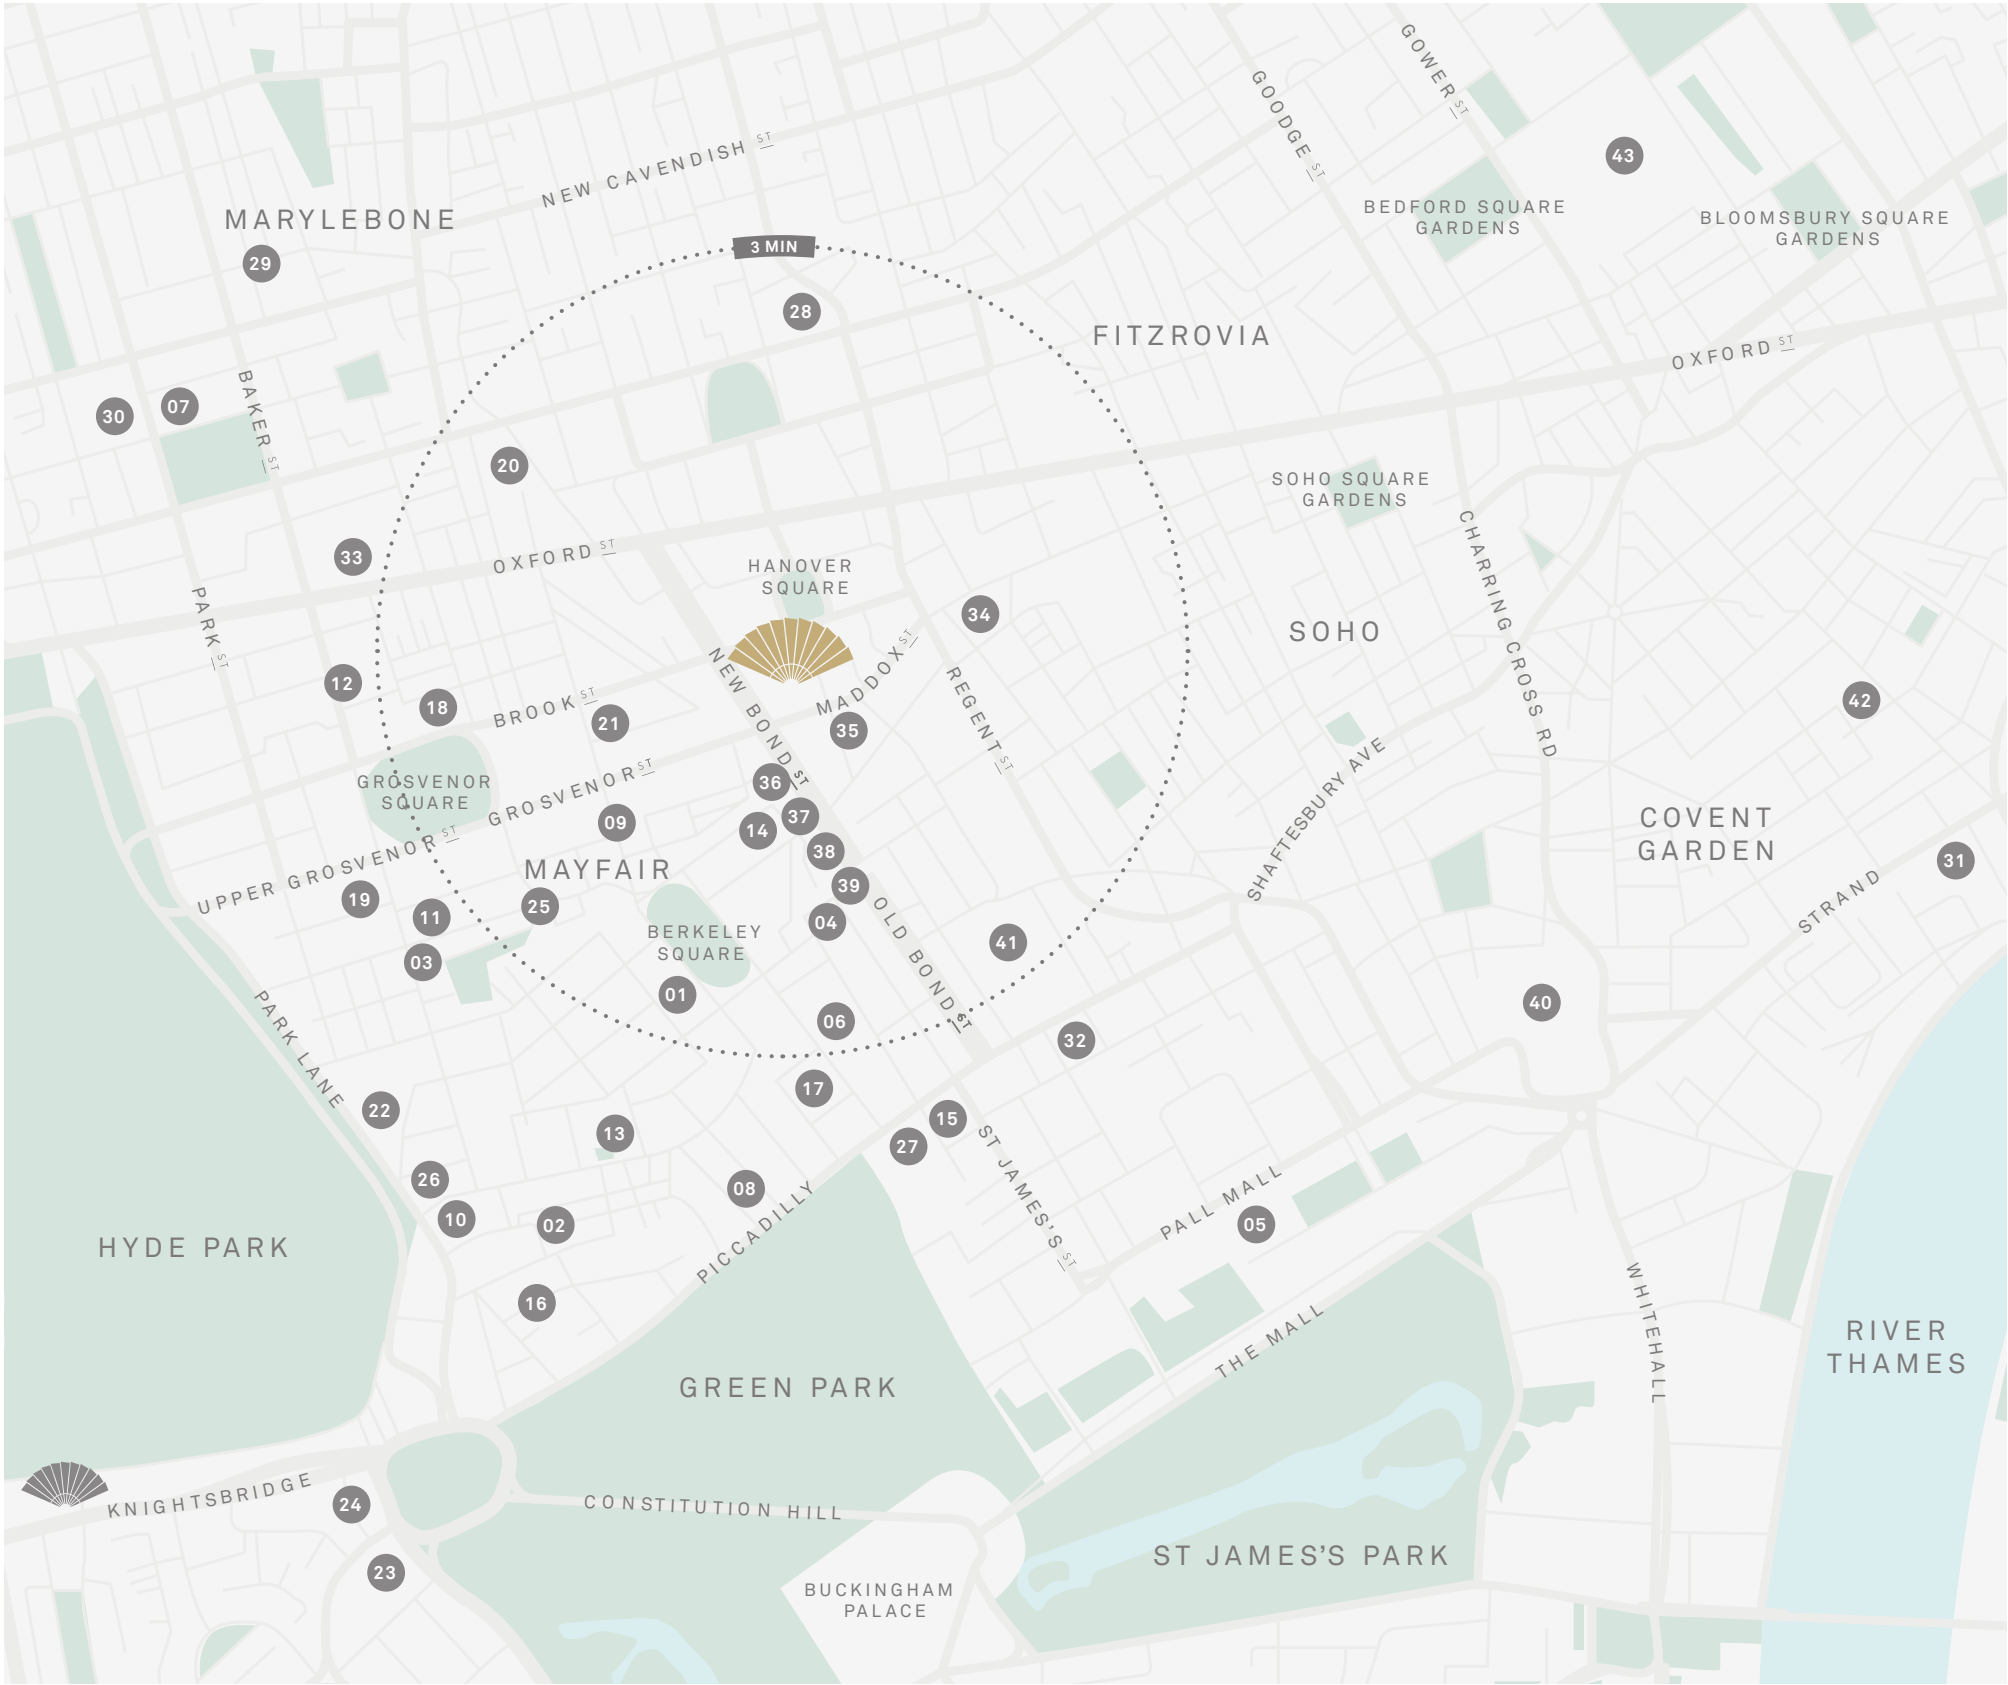 GOWER ST
GOODGE ST
NEW CAVENDISH ST
43
BEDFORD SQUARE
GARDENS
BLOOMSBURY SQUARE
GARDENS
MARYLEBONE
29
3 MIN
28
FITZROVIA
OXFORD ST
30
07
BAKER ST
20
SOHO SQUARE
GARDENS
CHARRING CROSS RD
33
OXFORD ST
HANOVER
SQUARE
PARK ST
34
SOHO
12
18
BROOK ST
21
NEW BOND ST
MADDOX ST
35
REGENT ST
42
GROSVENOR
SQUARE
GROSVENOR ST
36
SHAFTESBURY AVE
UPPER GROSVENOR ST
09
14
37
38
COVENT
GARDEN
MAYFAIR
39
31
19
11
25
04
OLD BOND ST
STRAND
BERKELEY
SQUARE
41
03
01
40
PARK LANE
06
32
22
17
13
15
27
ST JAMES'S ST
26
08
PICCADILLY
10
02
PALL MALL
05
HYDE PARK
16
THE MALL
WHITEHALL
RIVER
THAMES
GREEN PARK
KNIGHTSBRIDGE
24
CONSTITUTION HILL
ST JAMES'S PARK
23
BUCKINGHAM
PALACE